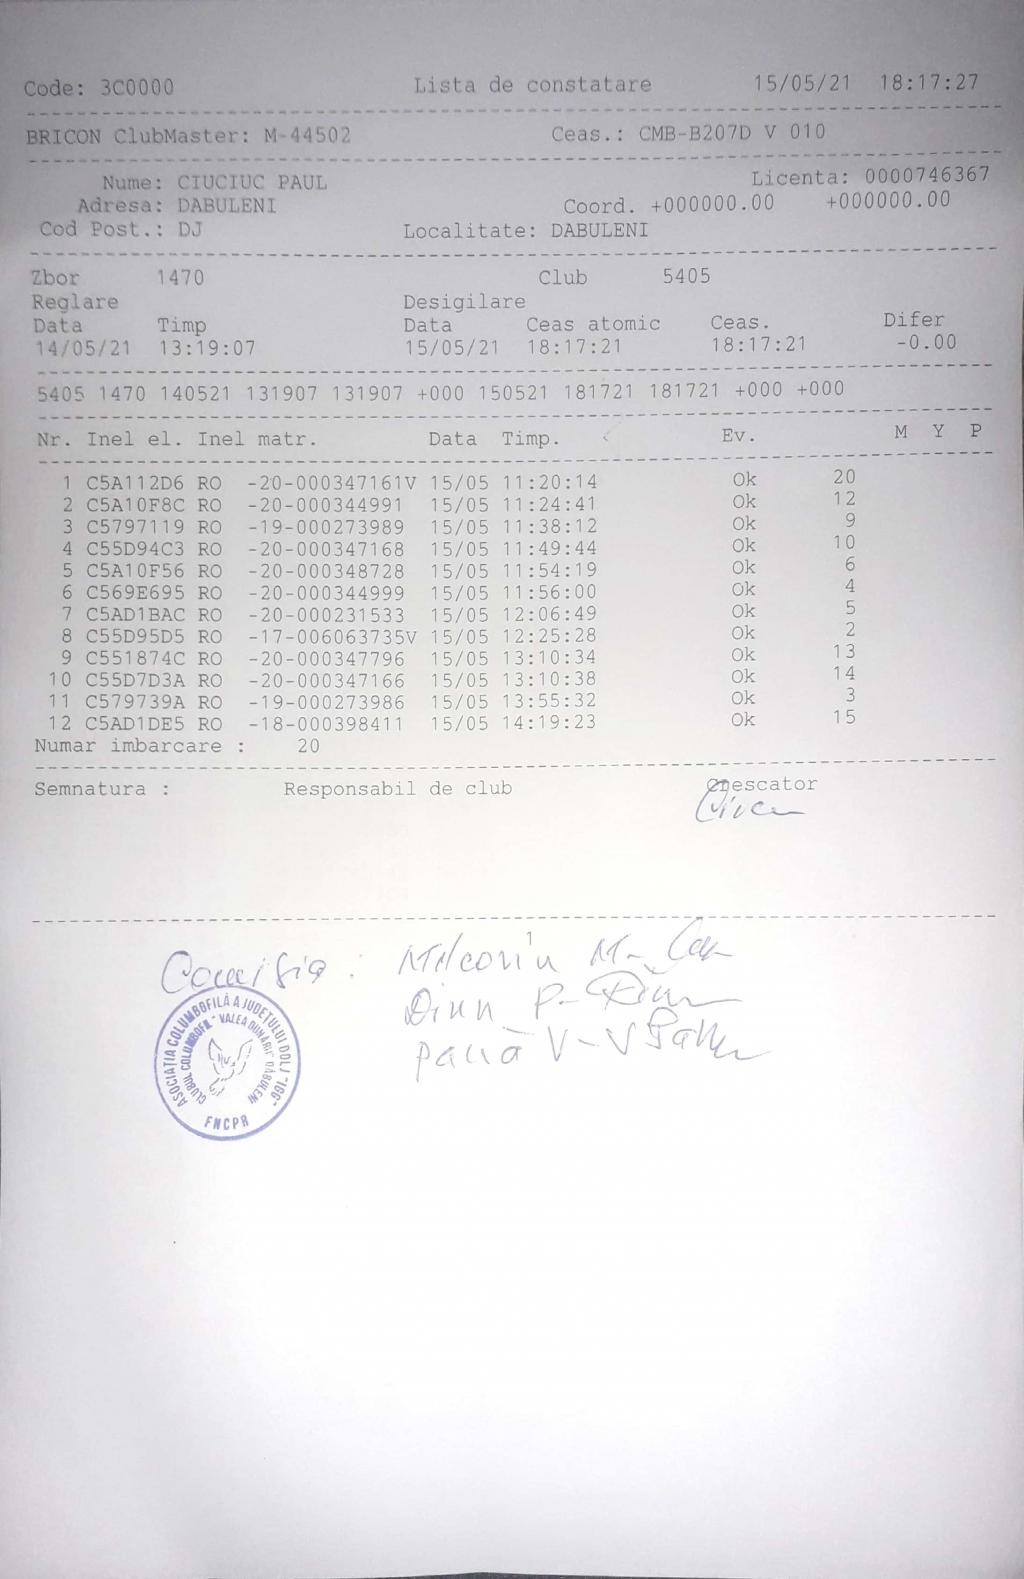 Code: 3C0000 Lista de constatare 15/05/21 18:17:27
BRICON ClubMaster: M-44502 Ceas.: CMB-B207D V 010
Nume: CIUCIUC PAUL Licenta: 0000746367
Adresa: DABULENI Coord. +000000.00 +000000.00
Cod Post.: DJ Localitate: DABULENI
Zbor 1470 Club 5405
Reglare Desigilare
Data Timp Data Ceas atomic Ceas. Difer
14/05/21 13:19:07 15/05/21 18:17:21 18:17:21 -0.00
5405 1470 140521 131907 131907 +000 150521 181721 181721 +000 +000
Nr. Inel el. Inel matr. Data Timp. Ev. M Y P
1 C5A112D6 RO -20-000347161V 15/05 11:20:14 Ok 20
2 C5A10F8C RO -20-000344991 15/05 11:24:41 Ok 12
3 C5797119 RO -19-000273989 15/05 11:38:12 Ok 9
4 C55D94C3 RO -20-000347168 15/05 11:49:44 Ok 10
5 C5A10F56 RO -20-000348728 15/05 11:54:19 Ok 6
6 C569E695 RO -20-000344999 15/05 11:56:00 Ok 4
7 C5AD1BAC RO -20-000231533 15/05 12:06:49 Ok 5
8 C55D95D5 RO -17-006063735V 15/05 12:25:28 Ok 2
9 C551874C RO -20-000347796 15/05 13:10:34 Ok 13
10 C55D7D3A RO -20-000347166 15/05 13:10:38 Ok 14
11 C579739A RO -19-000273986 15/05 13:55:32 Ok 3
12 C5AD1DE5 RO -18-000398411 15/05 14:19:23 Ok 15
Numar imbarcare : 20
Semnatura : Responsabil de club Crescator
Comisia :
Dinu P-
pană V-V
ASOCIAȚIA COLUMBOFILĂ A JUDEȚULUI DOLJ "IGG"
CLUBUL COLUMBOFIL "VALEA DUNĂRII" DĂBULENI
FNCPR